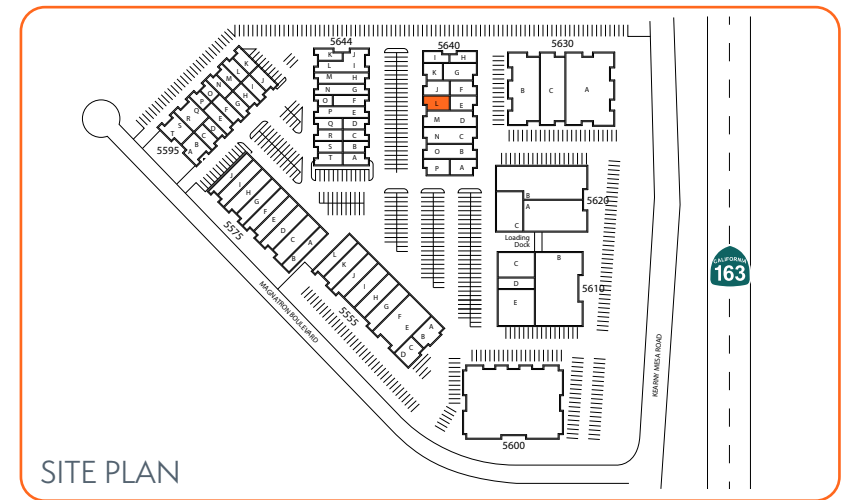 5644
K J
L I
M H
N G
O F
P E
Q D
R C
S B
T A
5640
I H
K G
J F
L E
M D
N C
O B
P A
5630
B C A
5595
K
L J
M I
N H
O G
P F
Q E
R D
S C
T B
A
5575
J
I
H
G
F
E
D
C A
B
5620
B
A
C
Loading
Dock
5610
C B
D
E
5555
L
K
J
I
H
G
F
E A
B
C
D
5600
MAGNATRON BOULEVARD
KEARNY MESA ROAD
CALIFORNIA
163
SITE PLAN